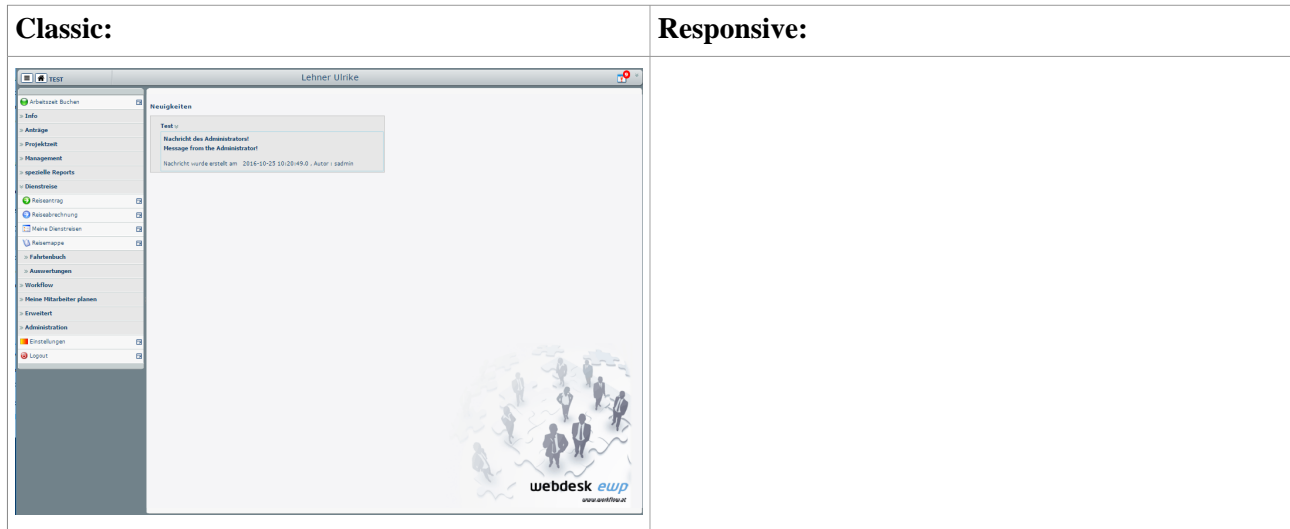 Classic:
Responsive:
TEST
Lehner Ulrike
Arbeitszeit Buchen
» Info
» Anträge
» Projektzeit
» Management
» spezielle Reports
Dienstreise
Reiseantrag
Reiseabrechnung
Meine Dienstreisen
Reisemappe
» Fahrtenbuch
» Auswertungen
» Workflow
» Meine Mitarbeiter planen
» Erweitert
» Administration
Einstellungen
Logout
Neuigkeiten
Test
Nachricht des Administrators!
Message from the Administrator!
Nachricht wurde erstellt am 2016-10-25 10:20:49.0 , Autor : sadmin
webdesk ewp
www.workflow.at